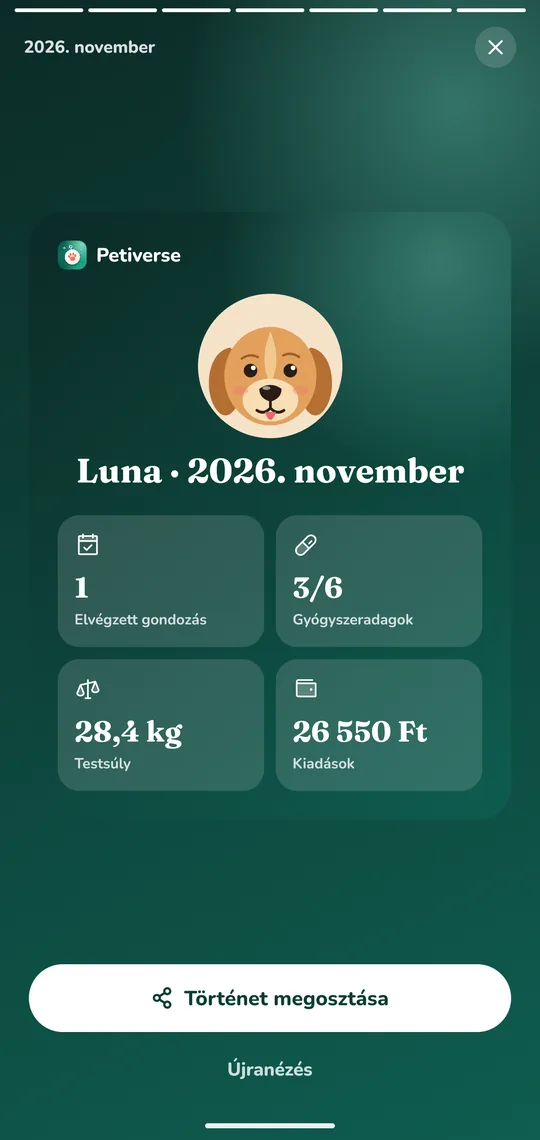 2026. november
Petiverse
Luna · 2026. november
1
Elvégzett gondozás
3/6
Gyógyszeradagok
28,4 kg
Testsúly
26 550 Ft
Kiadások
Történet megosztása
Újranézés